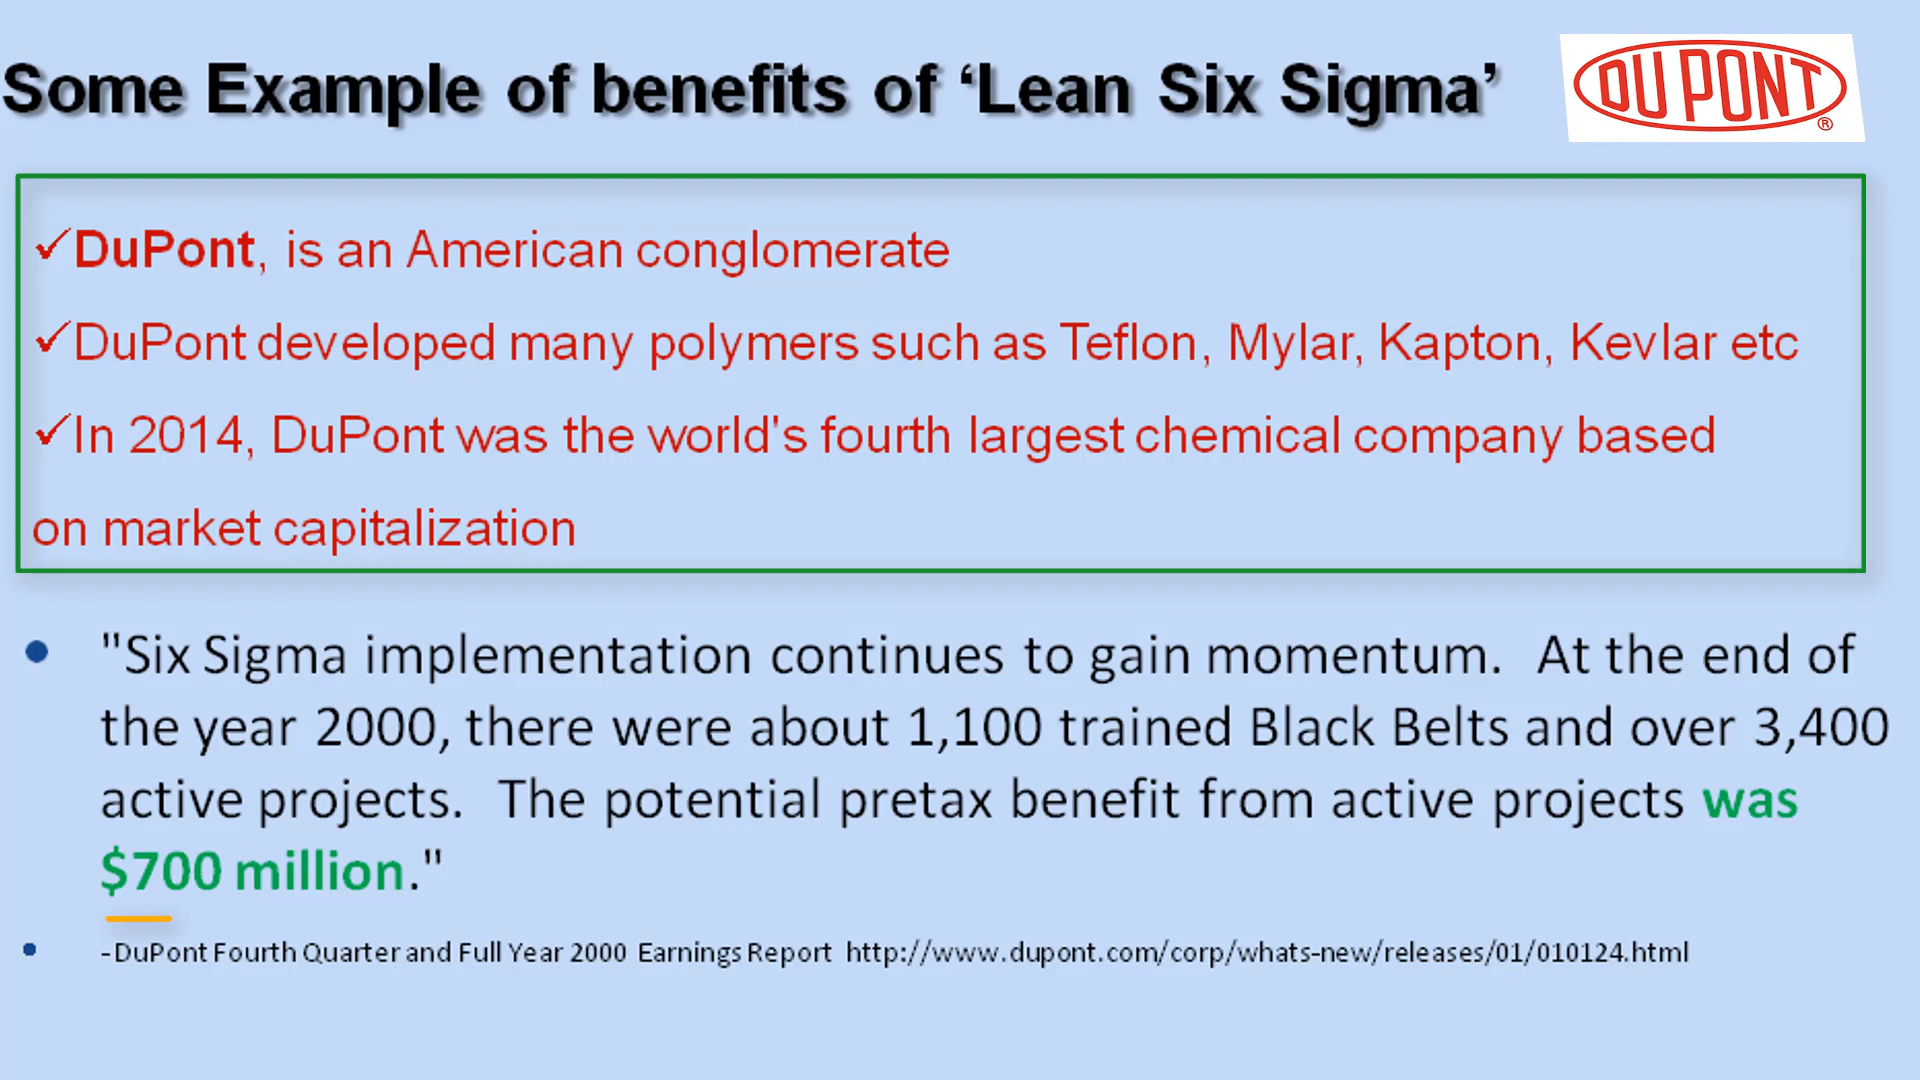 Some Example of benefits of ‘Lean Six Sigma’
DU PONT ®
✓DuPont, is an American conglomerate
✓DuPont developed many polymers such as Teflon, Mylar, Kapton, Kevlar etc
✓In 2014, DuPont was the world's fourth largest chemical company based
on market capitalization
• "Six Sigma implementation continues to gain momentum. At the end of
the year 2000, there were about 1,100 trained Black Belts and over 3,400
active projects. The potential pretax benefit from active projects was
$700 million."
• -DuPont Fourth Quarter and Full Year 2000 Earnings Report http://www.dupont.com/corp/whats-new/releases/01/010124.html